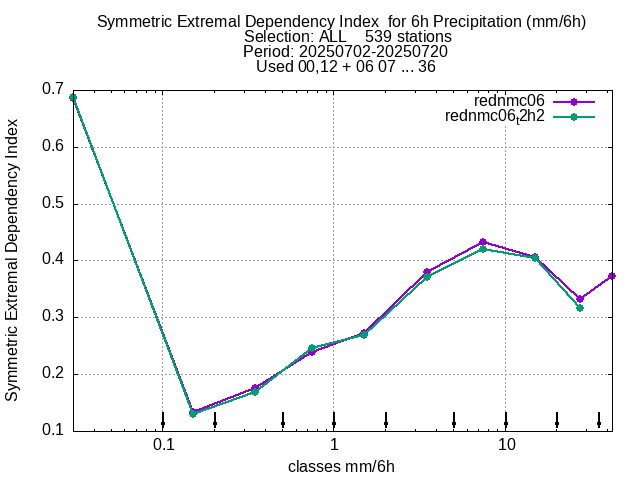 Symmetric Extremal Dependency Index  for 6h Precipitation (mm/6h)
Selection: ALL    539 stations
Period: 20250702-20250720
Used 00,12 + 06 07 ... 36
rednmc06
rednmc06t2h2
0.7
0.6
0.5
0.4
0.3
0.2
0.1
Symmetric Extremal Dependency Index
0.1 1 10
classes mm/6h